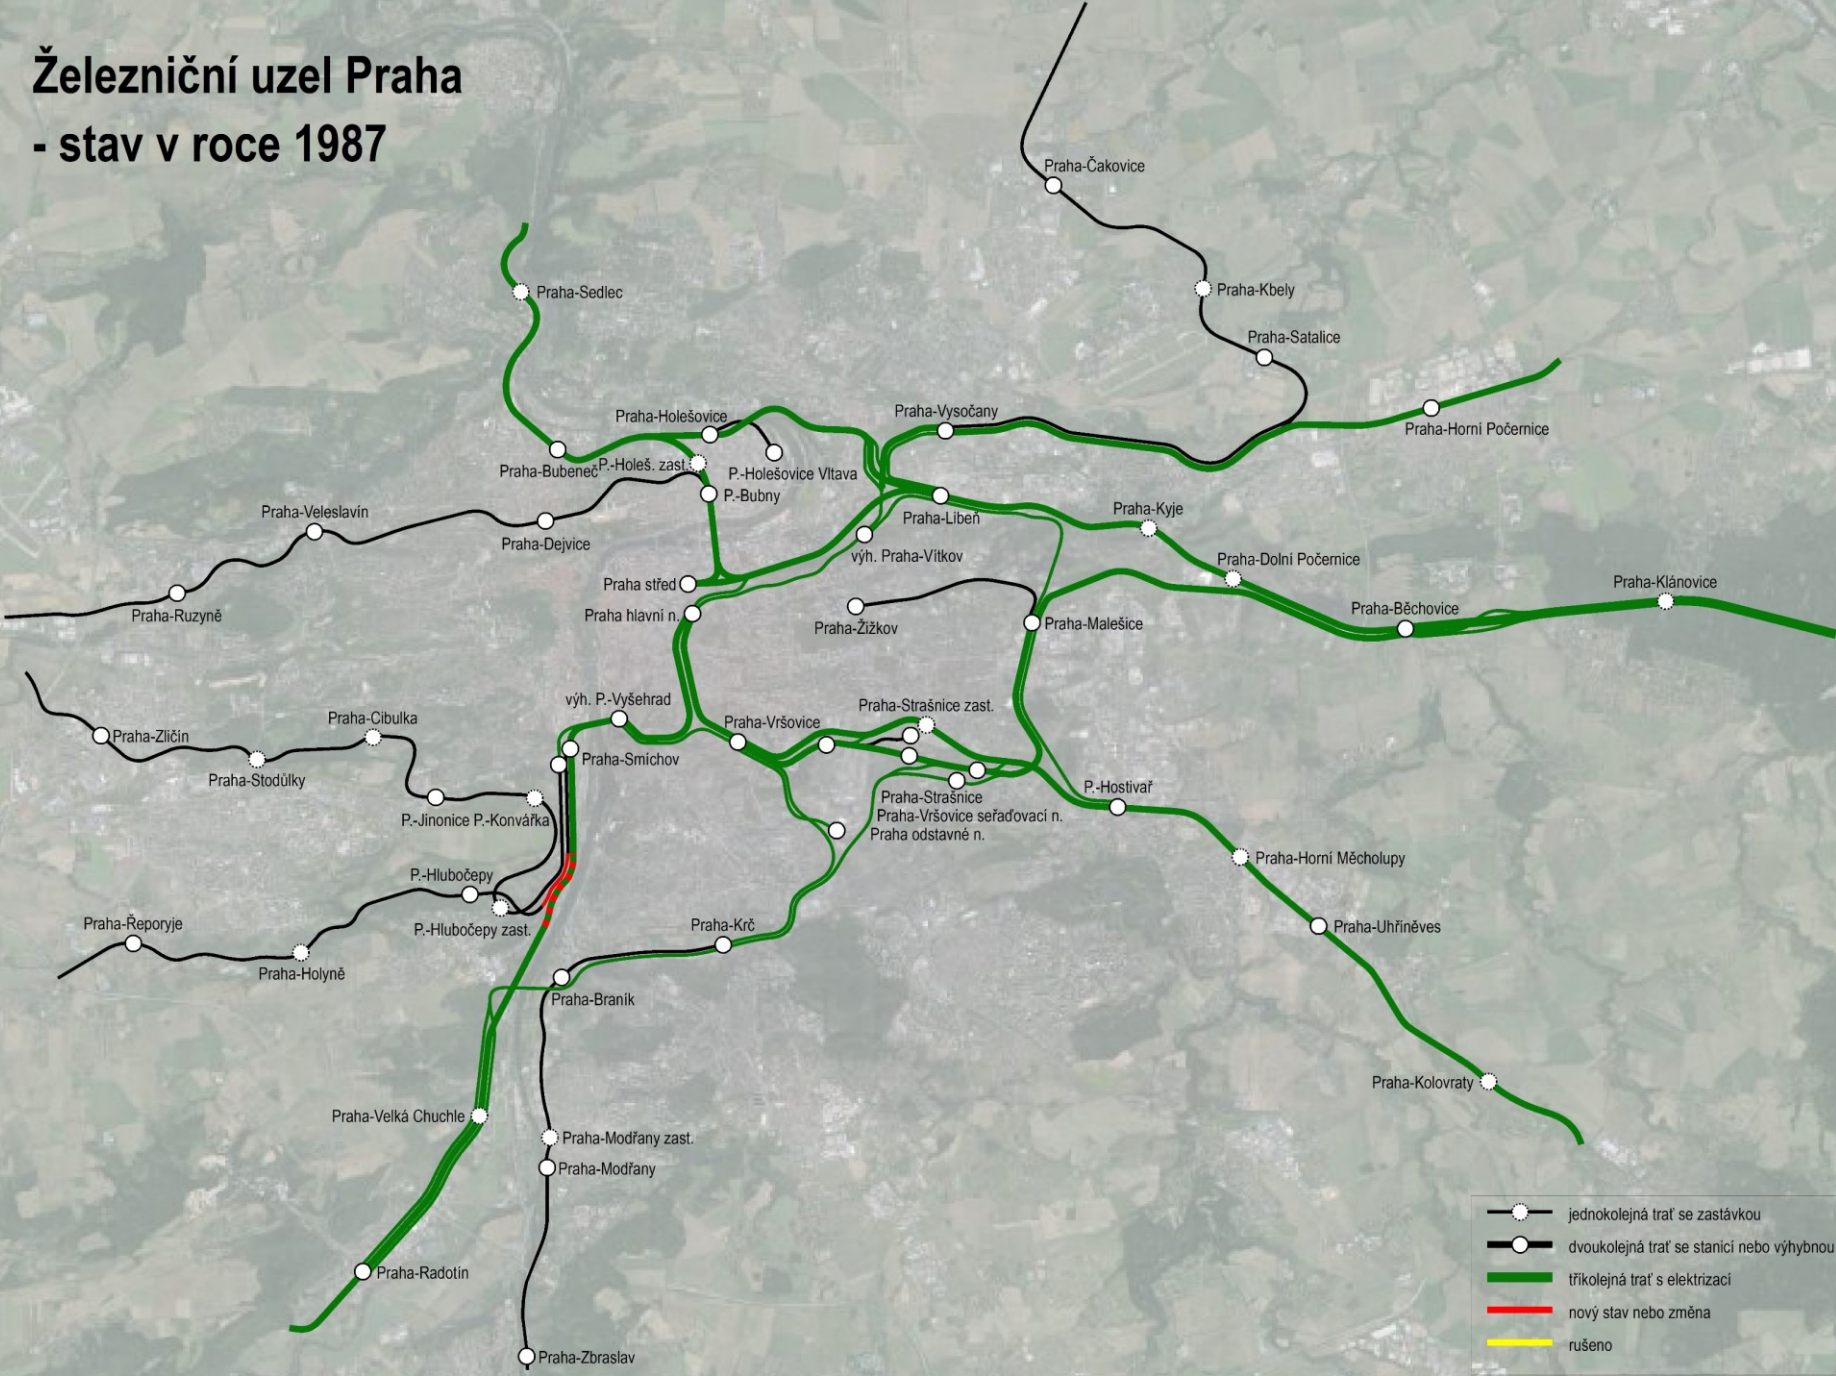 Železniční uzel Praha
- stav v roce 1987
Praha-Čakovice
Praha-Kbely
Praha-Sedlec
Praha-Satalice
Praha-Holešovice
Praha-Vysočany
Praha-Horní Počernice
Praha-Bubeneč
P.-Holeš. zast.
P.-Holešovice Vltava
P.-Bubny
Praha-Veleslavín
Praha-Dejvice
Praha-Libeň
Praha-Kyje
výh. Praha-Vítkov
Praha-Dolní Počernice
Praha střed
Praha-Klánovice
Praha-Ruzyně
Praha hlavní n.
Praha-Žižkov
Praha-Malešice
Praha-Běchovice
výh. P.-Vyšehrad
Praha-Strašnice zast.
Praha-Cibulka
Praha-Vršovice
Praha-Zličín
Praha-Smíchov
Praha-Stodůlky
P.-Hostivař
Praha-Strašnice
P.-Jinonice
P.-Konvářka
Praha-Vršovice seřaďovací n.
Praha odstavné n.
Praha-Horní Měcholupy
P.-Hlubočepy
Praha-Řeporyje
P.-Hlubočepy zast.
Praha-Krč
Praha-Uhříněves
Praha-Holyně
Praha-Braník
Praha-Kolovraty
Praha-Velká Chuchle
Praha-Modřany zast.
Praha-Modřany
Praha-Radotín
Praha-Zbraslav
jednokolejná trať se zastávkou
dvoukolejná trať se stanicí nebo výhybnou
tříkolejná trať s elektrizací
nový stav nebo změna
rušeno